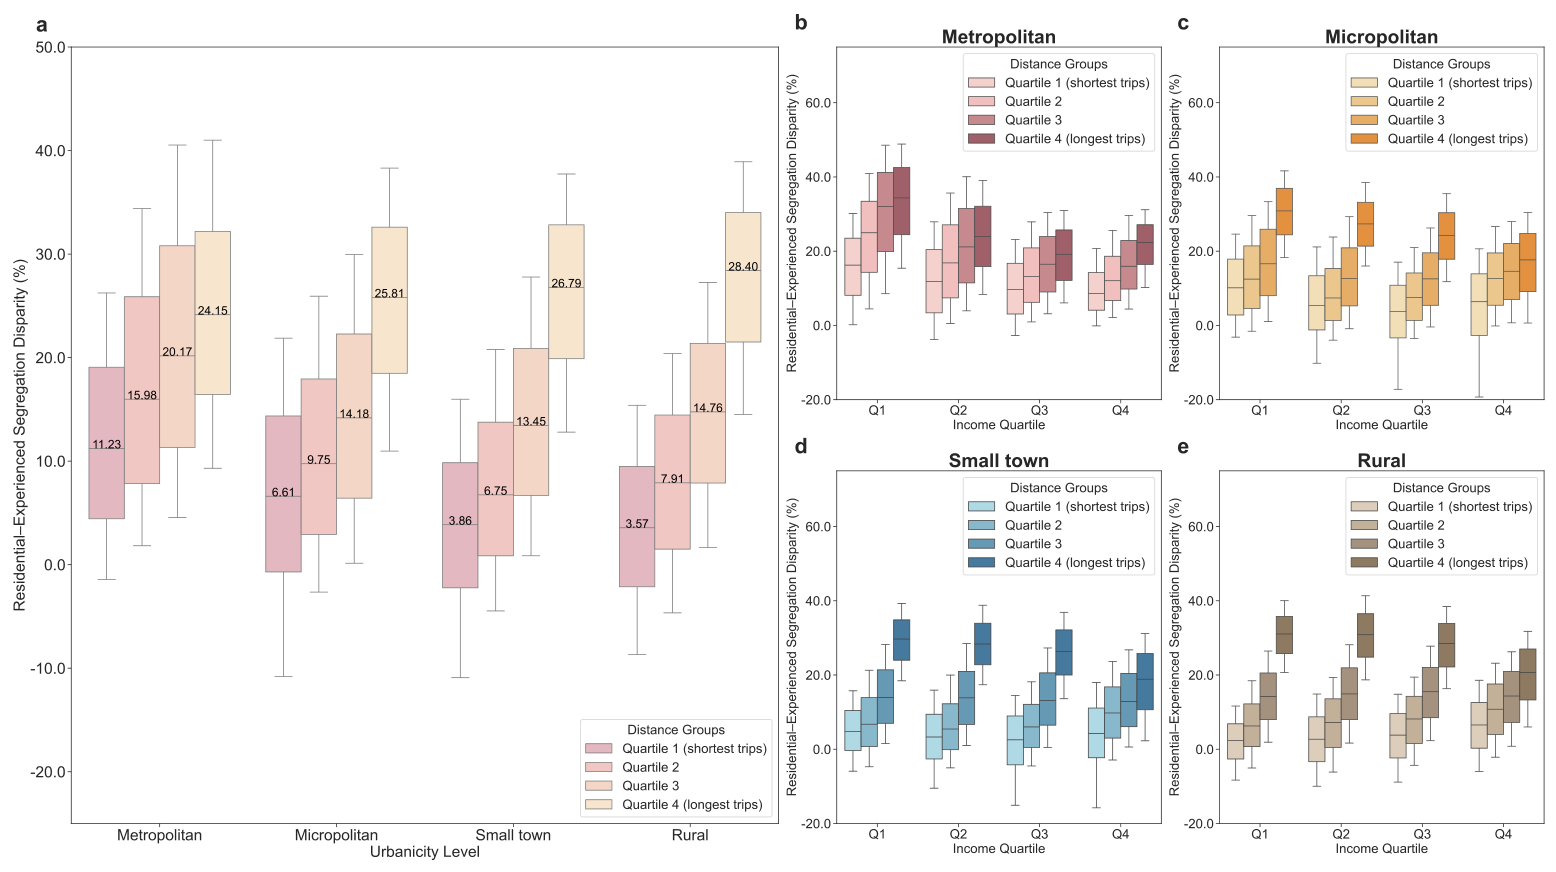 a
50.0
40.0
30.0
20.0
10.0
0.0
-10.0
-20.0
Residential–Experienced Segregation Disparity (%)
11.23
15.98
20.17
24.15
6.61
9.75
14.18
25.81
3.86
6.75
13.45
26.79
3.57
7.91
14.76
28.40
Distance Groups
Quartile 1 (shortest trips)
Quartile 2
Quartile 3
Quartile 4 (longest trips)
Metropolitan
Micropolitan
Small town
Rural
Urbanicity Level
b
Metropolitan
Residential–Experienced Segregation Disparity (%)
60.0
40.0
20.0
0.0
-20.0
Distance Groups
Quartile 1 (shortest trips)
Quartile 2
Quartile 3
Quartile 4 (longest trips)
Q1
Q2
Q3
Q4
Income Quartile
c
Micropolitan
Residential–Experienced Segregation Disparity (%)
60.0
40.0
20.0
0.0
-20.0
Distance Groups
Quartile 1 (shortest trips)
Quartile 2
Quartile 3
Quartile 4 (longest trips)
Q1
Q2
Q3
Q4
Income Quartile
d
Small town
Residential–Experienced Segregation Disparity (%)
60.0
40.0
20.0
0.0
-20.0
Distance Groups
Quartile 1 (shortest trips)
Quartile 2
Quartile 3
Quartile 4 (longest trips)
Q1
Q2
Q3
Q4
Income Quartile
e
Rural
Residential–Experienced Segregation Disparity (%)
60.0
40.0
20.0
0.0
-20.0
Distance Groups
Quartile 1 (shortest trips)
Quartile 2
Quartile 3
Quartile 4 (longest trips)
Q1
Q2
Q3
Q4
Income Quartile